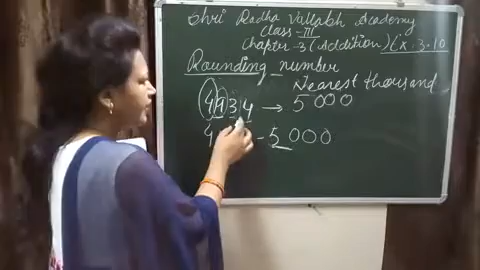 Shri Radha Vallabh Academy
Class - III
Chapter-3 (Addition) Ex. 3.10
Rounding number
Nearest thousand
4934 → 5000
4 - 5000